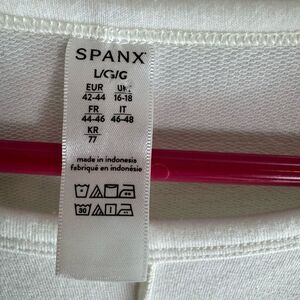 SPANX
L/G/G
EUR UK
42-44 16-18
FR IT
44-46 46-48
KR
77
made in indonesia
fabriqué en indonésie
30